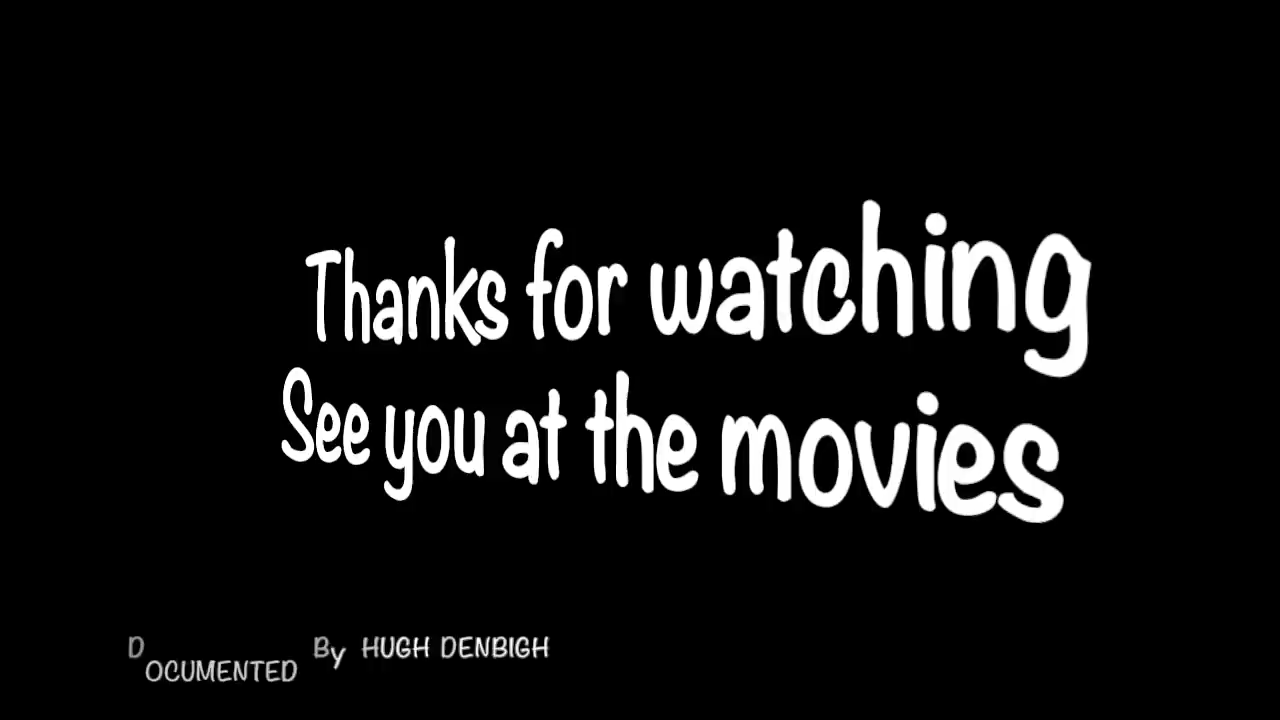 Thanks for watching
See you at the movies
DOCUMENTED By HUGH DENBIGH